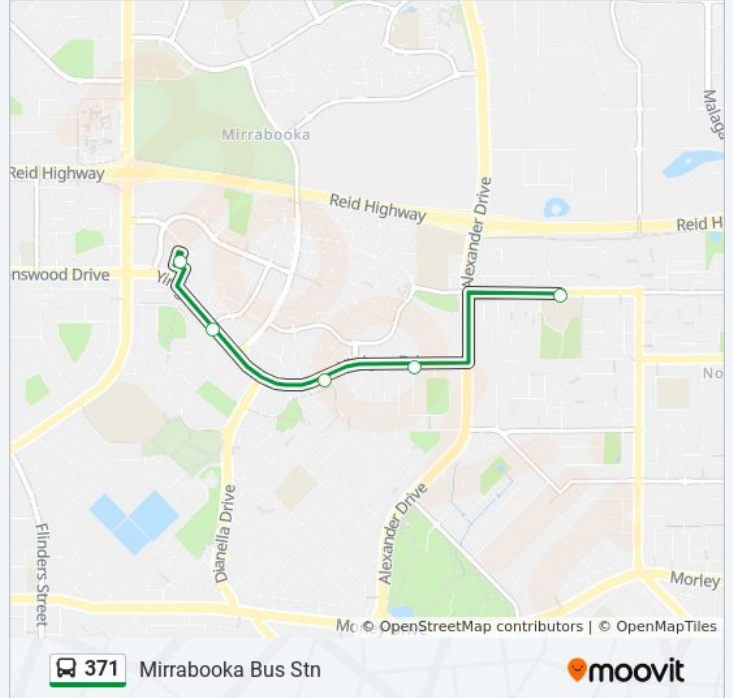 Mirrabooka
Malaga
Reid Highway
Reid Highway
Reid H
Alexander Drive
nswood Drive
No
Alexander Drive
Dianella Drive
Flinders Street
Morley
© OpenStreetMap contributors | © OpenMapTiles
371 Mirrabooka Bus Stn
moovit